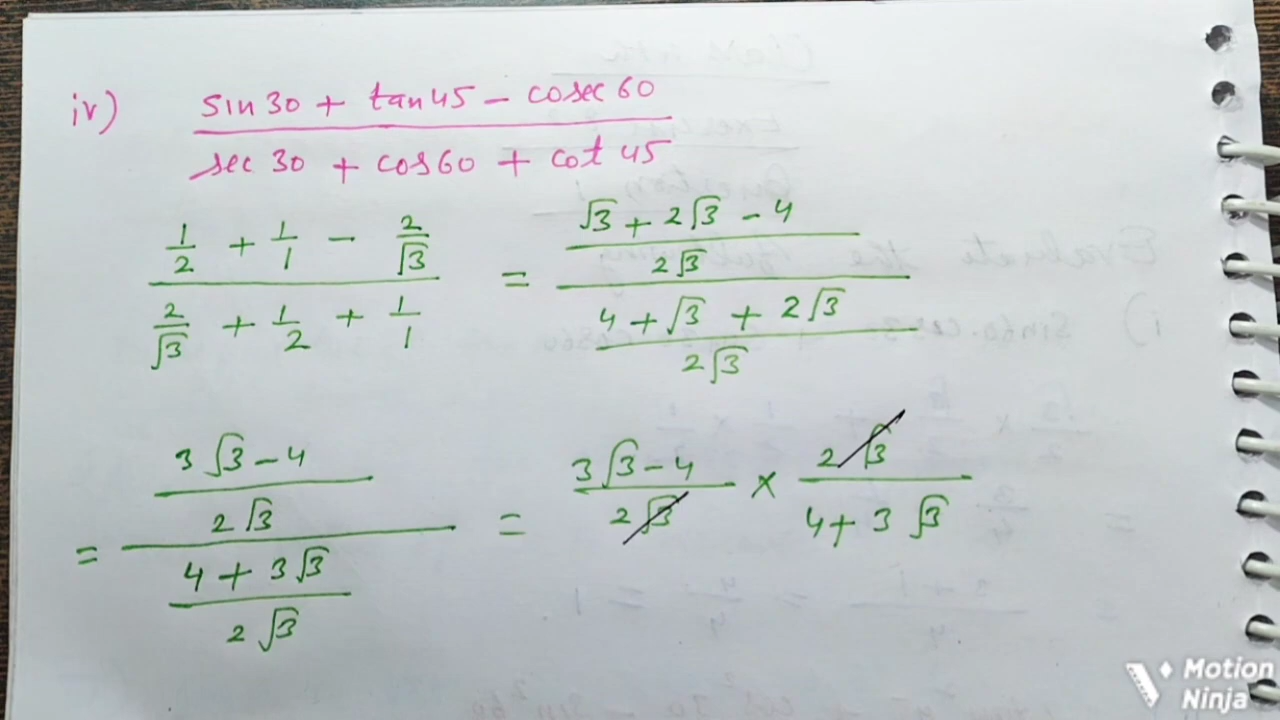 iv) sin 30 + tan 45 - cosec 60
sec 30 + cos 60 + cot 45
1/2 + 1/1 - 2/√3 = √3 + 2√3 - 4
2√3
2/√3 + 1/2 + 1/1 4 + √3 + 2√3
2√3
3√3 - 4
2√3
= 4 + 3√3
2√3
= 3√3 - 4 / 2√3 × 2√3 / 4 + 3√3
Motion
Ninja